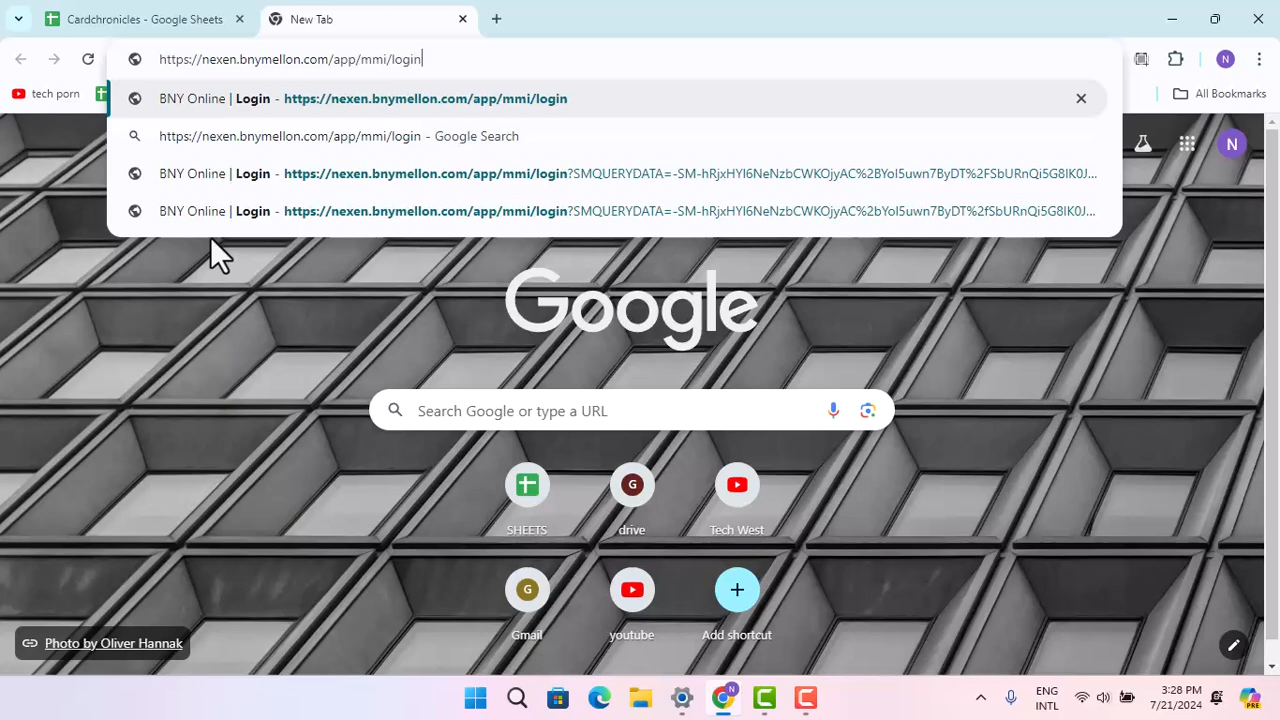 Cardchronicles - Google Sheets
New Tab
https://nexen.bnymellon.com/app/mmi/login
tech porn
All Bookmarks
BNY Online | Login - https://nexen.bnymellon.com/app/mmi/login
https://nexen.bnymellon.com/app/mmi/login - Google Search
BNY Online | Login - https://nexen.bnymellon.com/app/mmi/login?SMQUERYDATA=-SM-hRjxHYI6NeNzbCWKOjyAC%2BYoI5uwn7ByDT%2FSbURnQi5G8IK0J...
BNY Online | Login - https://nexen.bnymellon.com/app/mmi/login?SMQUERYDATA=-SM-hRjxHYI6NeNzbCWKOjyAC%2bYoI5uwn7ByDT%2fSbURnQi5G8IK0J...
N
N
Google
Search Google or type a URL
G
SHEETS drive Tech West
G
Gmail youtube Add shortcut
Photo by Oliver Hannak
N
ENG
INTL
3:28 PM
7/21/2024
PRE